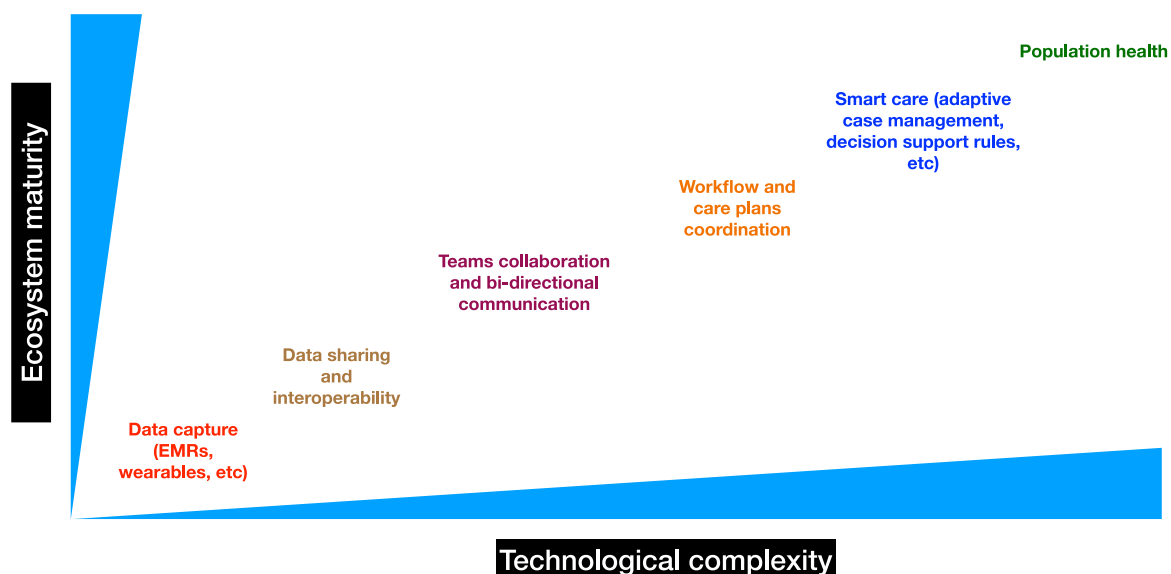 Population health
Smart care (adaptive
case management,
decision support rules,
etc)
Workflow and
care plans
coordination
Teams collaboration
and bi-directional
communication
Data sharing
and
interoperability
Data capture
(EMRs,
wearables, etc)
Ecosystem maturity
Technological complexity